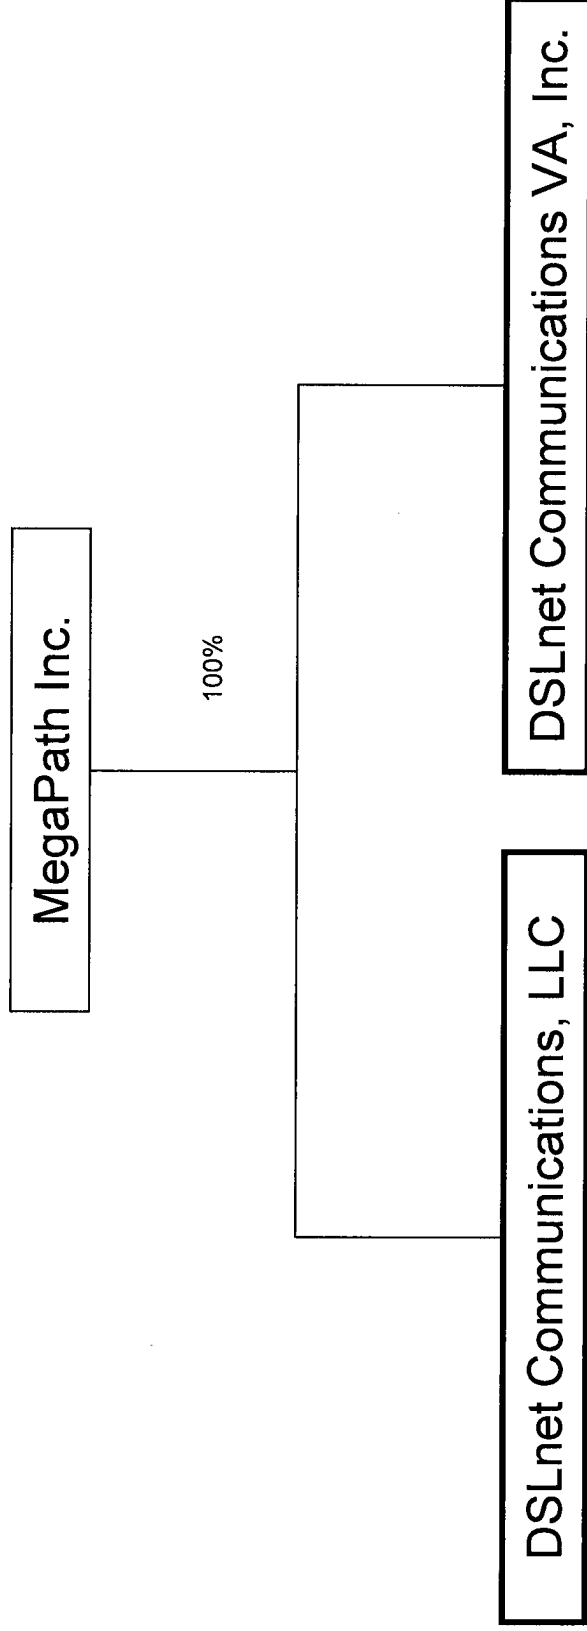 MegaPath Inc.
100%
DSLnet Communications, LLC
DSLnet Communications VA, Inc.